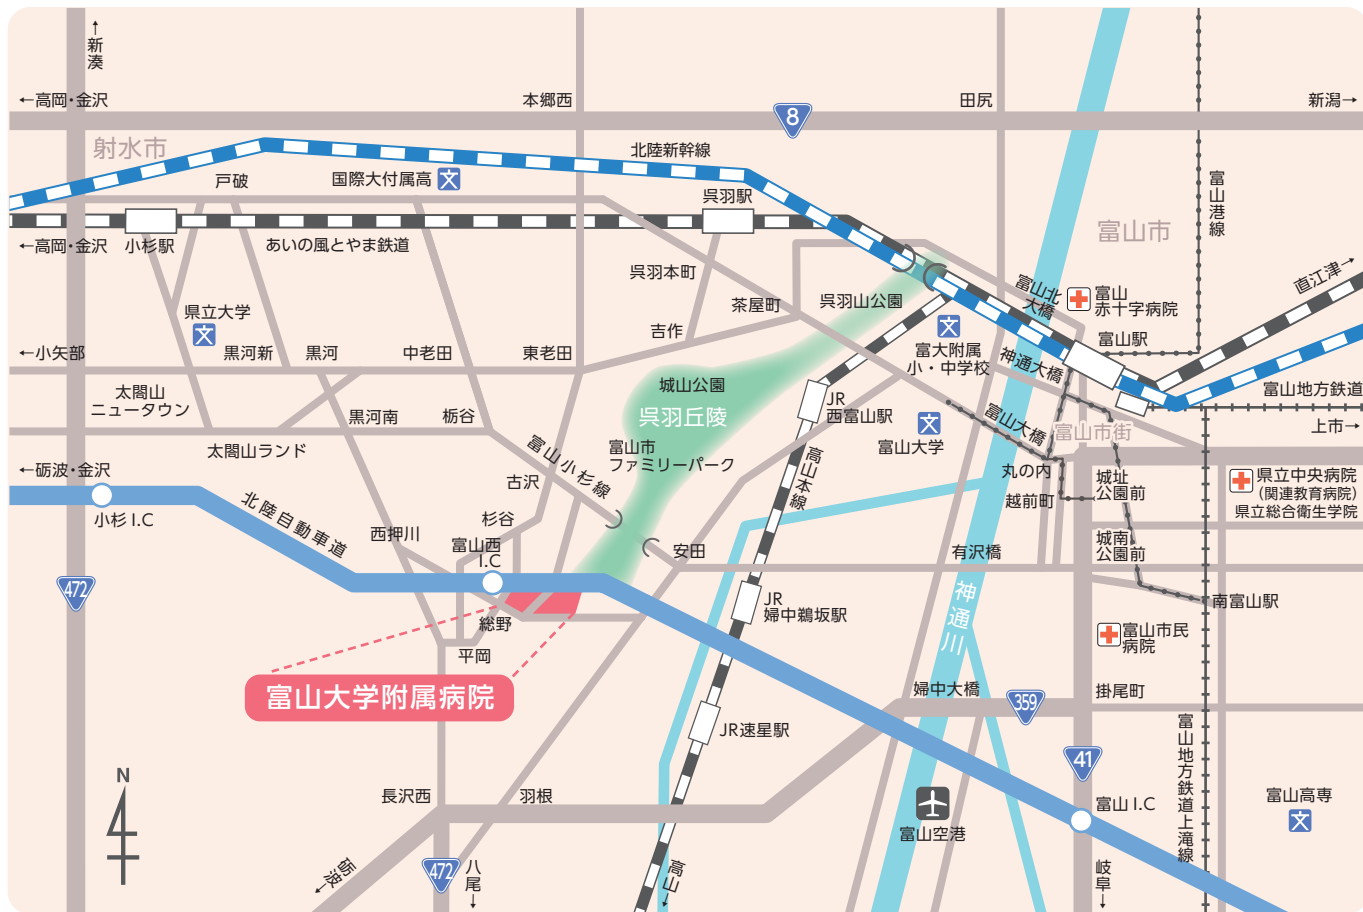 ↑新湊
←高岡・金沢
本郷西
8
田尻
新潟→
射水市
北陸新幹線
戸破
国際大付属高
文
呉羽駅
富山港線
富山市
←高岡・金沢
小杉駅
あいの風とやま鉄道
呉羽本町
茶屋町
呉羽山公園
富山北
大橋
富山
赤十字病院
直江津→
県立大学
文
吉作
文
富大附属
小・中学校
神通大橋
富山駅
←小矢部
黒河新
黒河
中老田
東老田
太閤山
ニュータウン
黒河南
栃谷
城山公園
呉羽丘陵
JR
西富山駅
文
富山大学
富山大橋
富山市街
富山地方鉄道
上市→
太閤山ランド
富山小杉線
富山市
ファミリーパーク
高山本線
丸の内
越前町
城址
公園前
県立中央病院
(関連教育病院)
県立総合衛生学院
←砺波・金沢
小杉 I.C
北陸自動車道
古沢
杉谷
西押川
富山西
I.C
安田
有沢橋
城南
公園前
472
総野
平岡
JR
婦中鵜坂駅
神通川
南富山駅
富山市民
病院
富山大学附属病院
JR速星駅
婦中大橋
359
掛尾町
富山地方鉄道上滝線
41
N
長沢西
羽根
富山空港
富山 I.C
富山高専
文
砺波→
472
八尾→
高山→
岐阜→